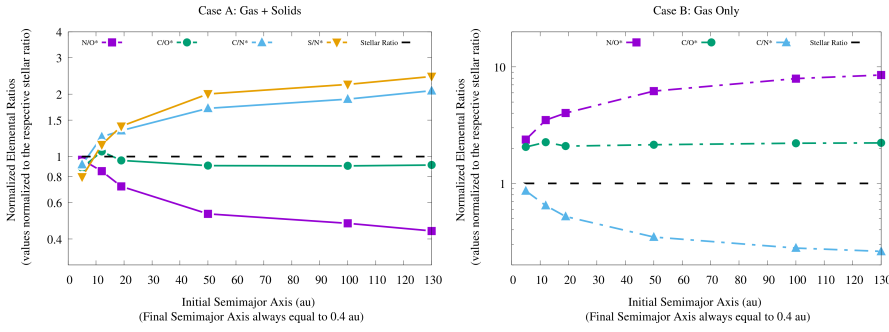 Case A: Gas + Solids
N/O* C/O* C/N* S/N* Stellar Ratio
Normalized Elemental Ratios
(values normalized to the respective stellar ratio)
4
3
2
1.5
1
0.8
0.6
0.4
0 10 20 30 40 50 60 70 80 90 100 110 120 130
Initial Semimajor Axis (au)
(Final Semimajor Axis always equal to 0.4 au)
Case B: Gas Only
N/O* C/O* C/N* Stellar Ratio
Normalized Elemental Ratios
(values normalized to the respective stellar ratio)
10
1
0 10 20 30 40 50 60 70 80 90 100 110 120 130
Initial Semimajor Axis (au)
(Final Semimajor Axis always equal to 0.4 au)